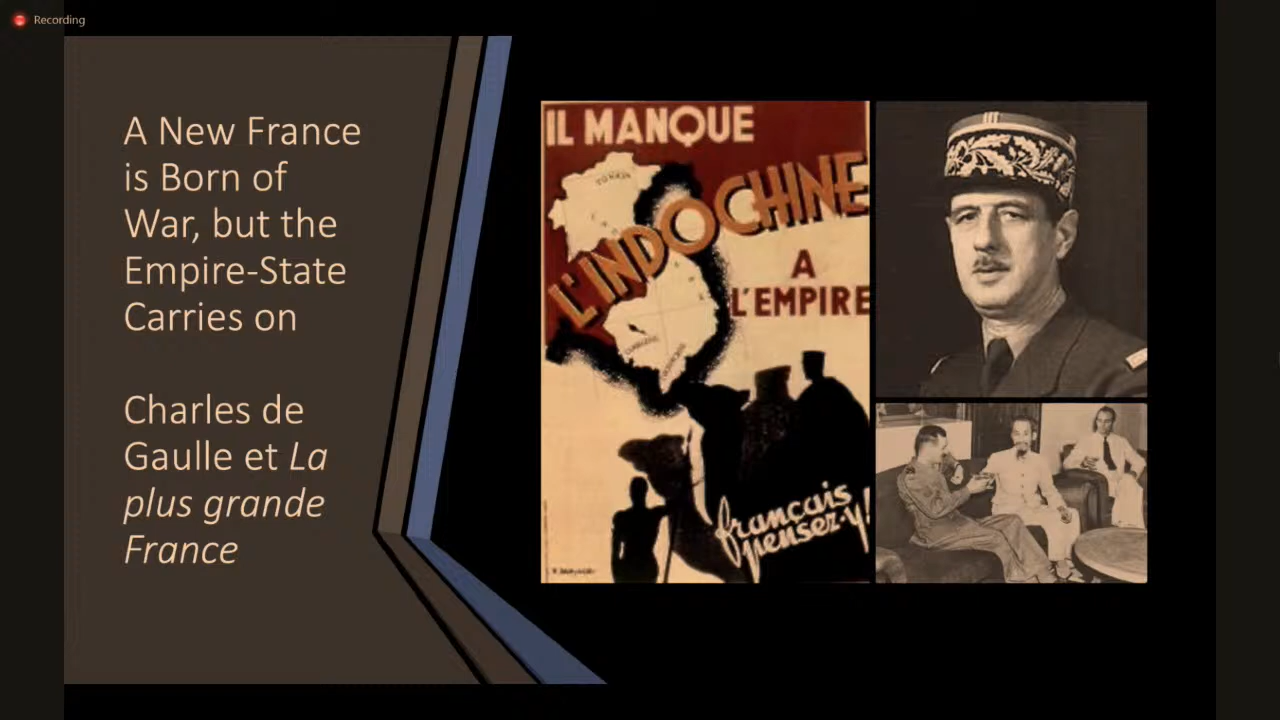 Recording
A New France
is Born of
War, but the
Empire-State
Carries on
Charles de
Gaulle et La
plus grande
France
IL MANQUE
L'INDOCHINE
A
L'EMPIRE
français
pensez-y!